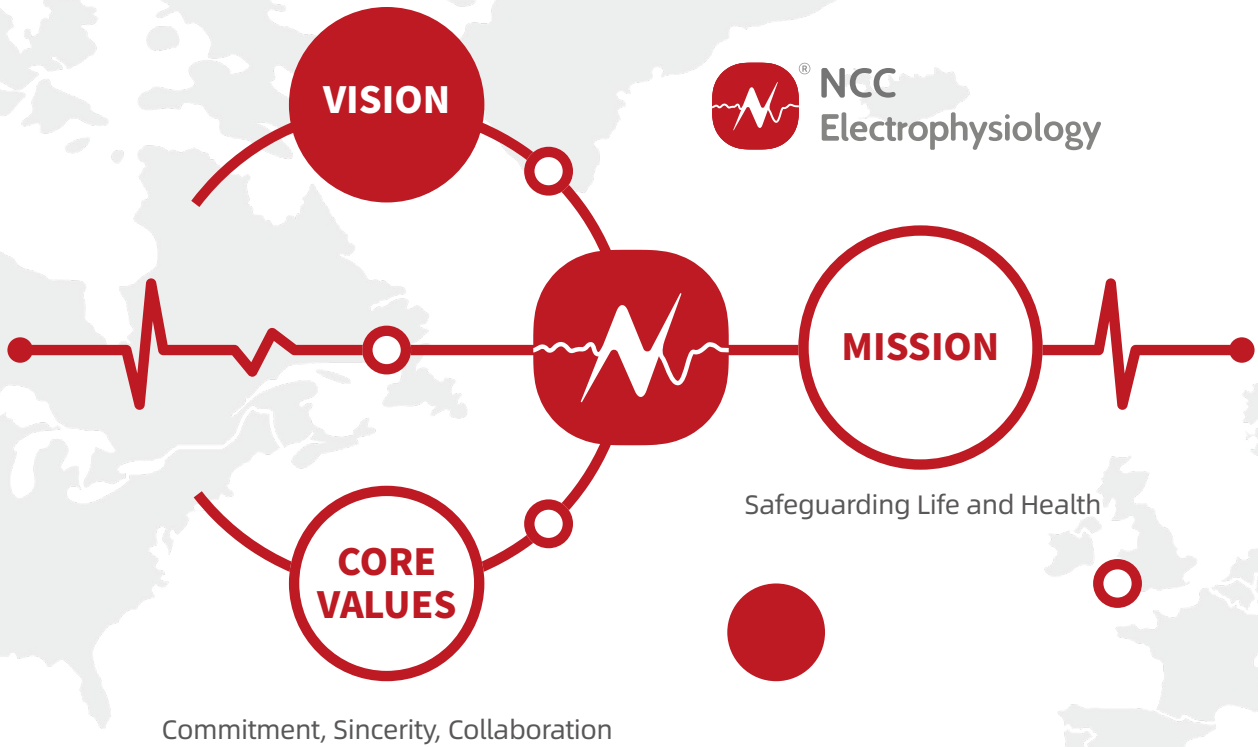 VISION
®
NCC
Electrophysiology
MISSION
Safeguarding Life and Health
CORE
VALUES
Commitment, Sincerity, Collaboration